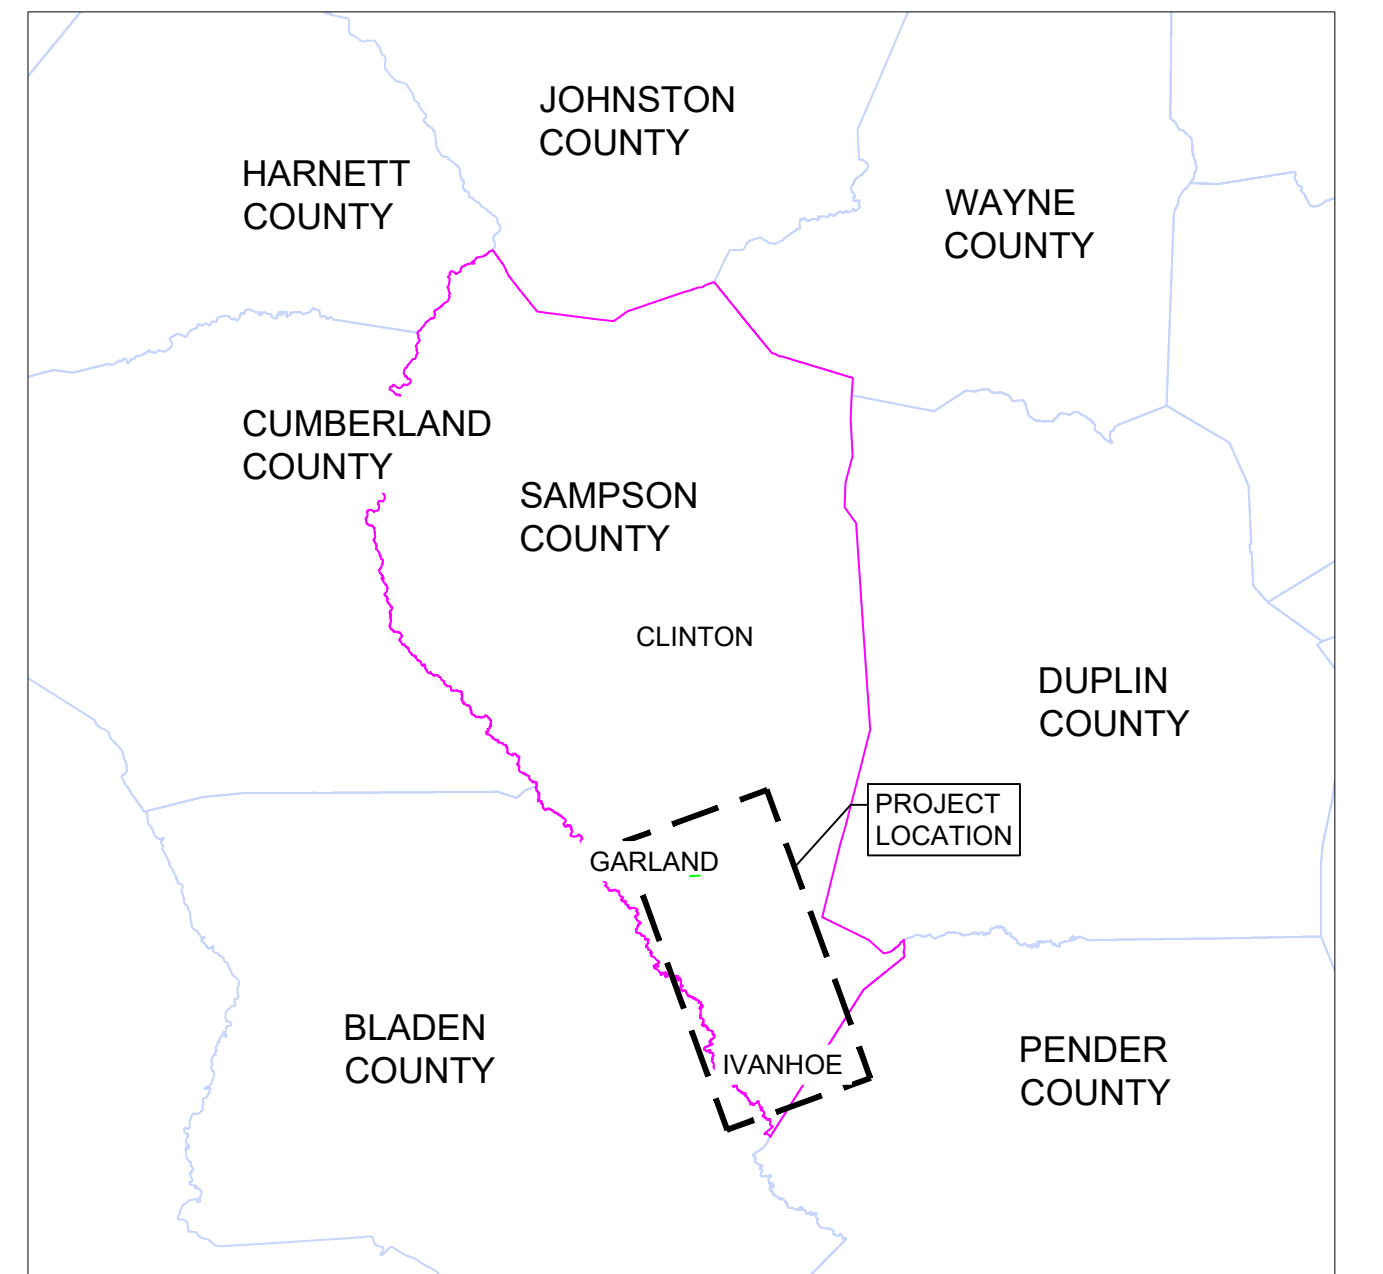 JOHNSTON
COUNTY
HARNETT
COUNTY
WAYNE
COUNTY
CUMBERLAND
COUNTY
SAMPSON
COUNTY
CLINTON
DUPLIN
COUNTY
PROJECT
LOCATION
GARLAND
BLADEN
COUNTY
IVANHOE
PENDER
COUNTY